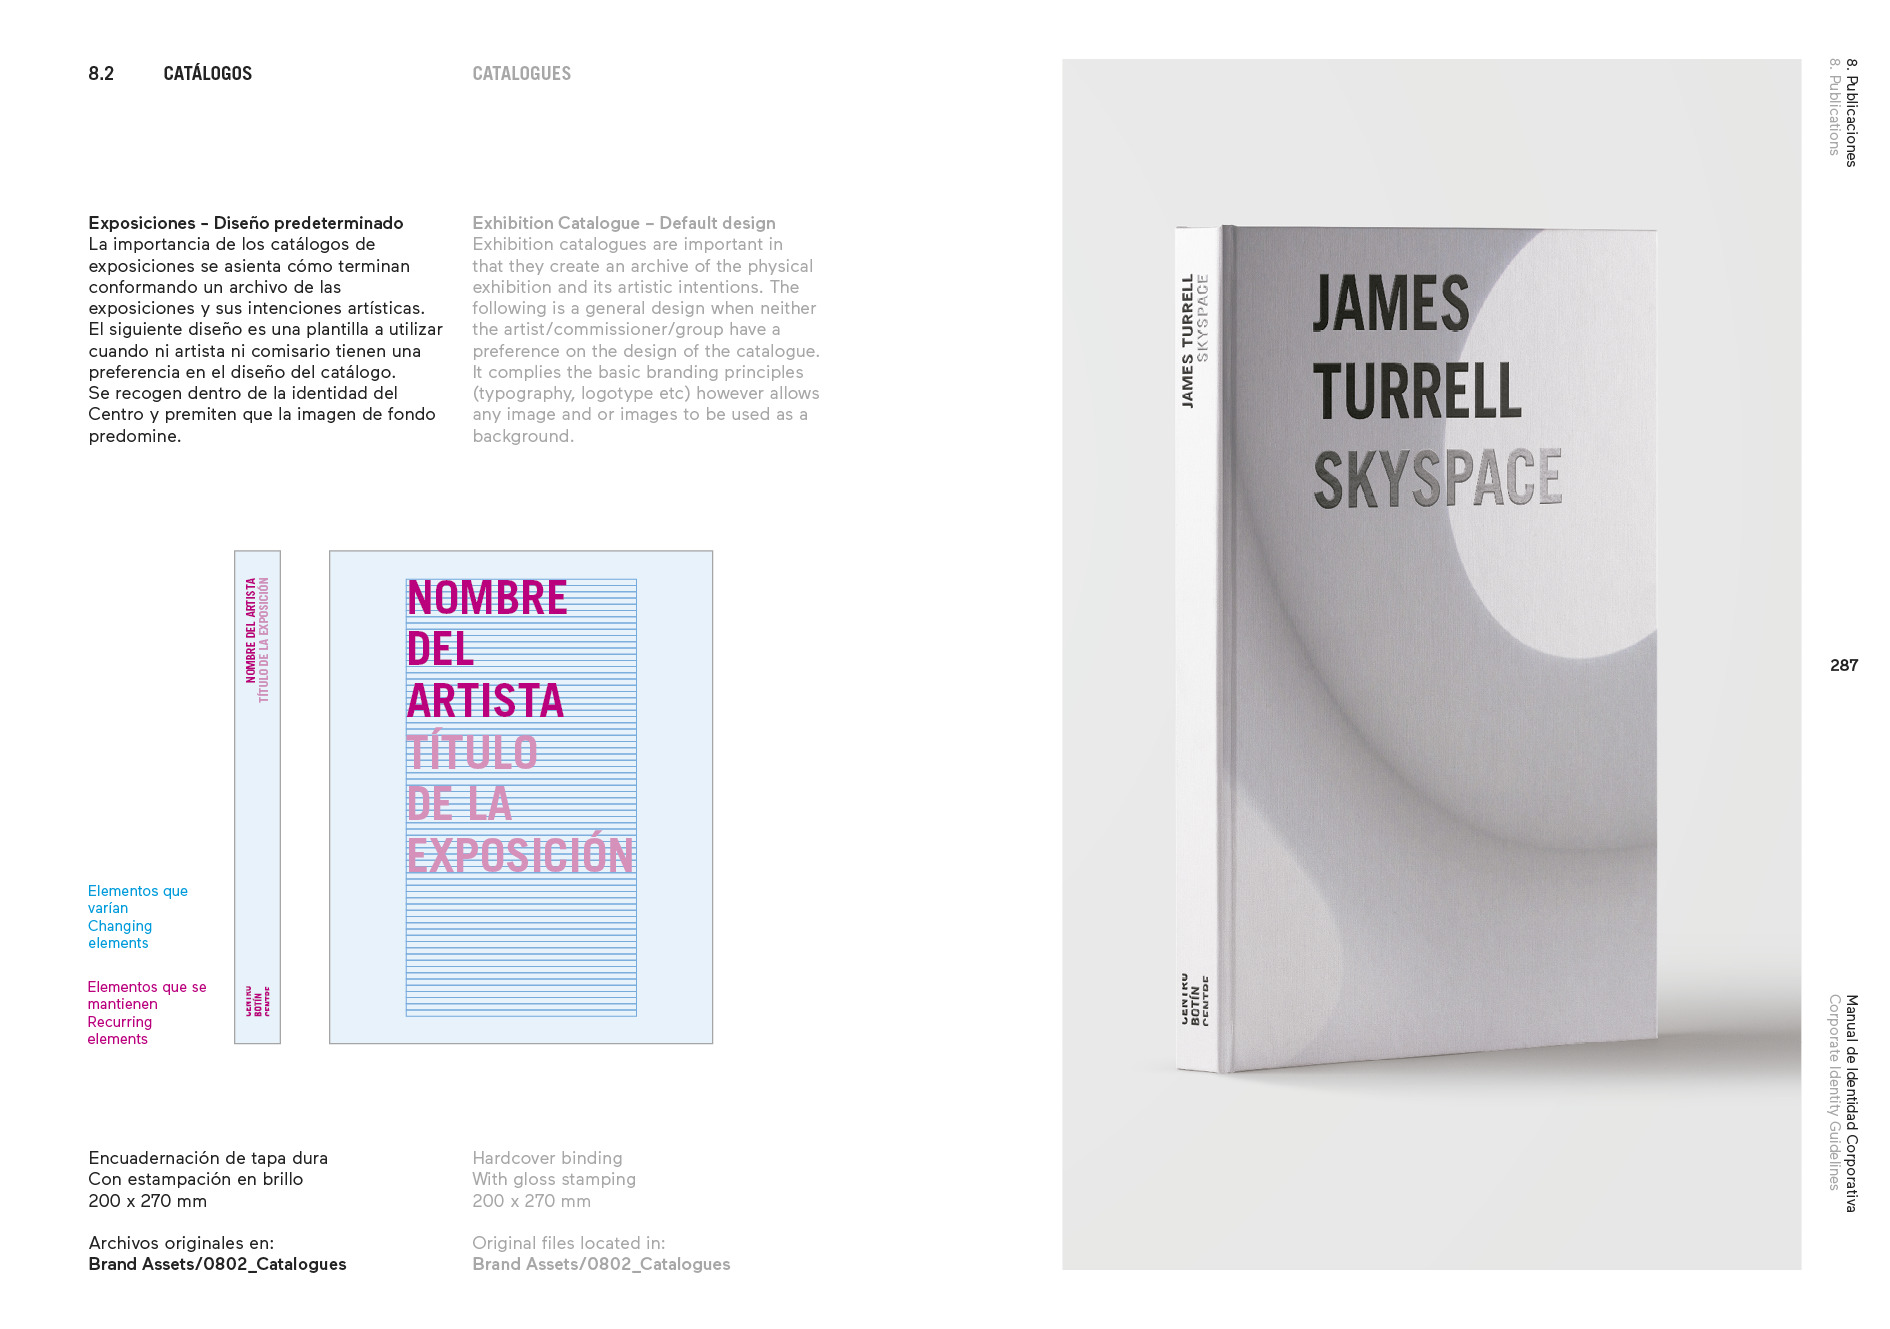 8.2 CATÁLOGOS
CATALOGUES
Exposiciones – Diseño predeterminado
La importancia de los catálogos de
exposiciones se asienta cómo terminan
conformando un archivo de las
exposiciones y sus intenciones artísticas.
El siguiente diseño es una plantilla a utilizar
cuando ni artista ni comisario tienen una
preferencia en el diseño del catálogo.
Se recogen dentro de la identidad del
Centro y premiten que la imagen de fondo
predomine.
Exhibition Catalogue – Default design
Exhibition catalogues are important in
that they create an archive of the physical
exhibition and its artistic intentions. The
following is a general design when neither
the artist/commissioner/group have a
preference on the design of the catalogue.
It complies the basic branding principles
(typography, logotype etc) however allows
any image and or images to be used as a
background.
Elementos que
varían
Changing
elements
Elementos que se
mantienen
Recurring
elements
NOMBRE DEL ARTISTA
TÍTULO DE LA EXPOSICIÓN
CENTRO
BOTÍN
CENTRE
NOMBRE
DEL
ARTISTA
TÍTULO
DE LA
EXPOSICIÓN
Encuadernación de tapa dura
Con estampación en brillo
200 x 270 mm
Archivos originales en:
Brand Assets/0802_Catalogues
Hardcover binding
With gloss stamping
200 x 270 mm
Original files located in:
Brand Assets/0802_Catalogues
JAMES TURRELL
SKYSPACE
CENTRO
BOTÍN
CENTRE
JAMES
TURRELL
SKYSPACE
8. Publicaciones
8. Publications
287
Manual de Identidad Corporativa
Corporate Identity Guidelines